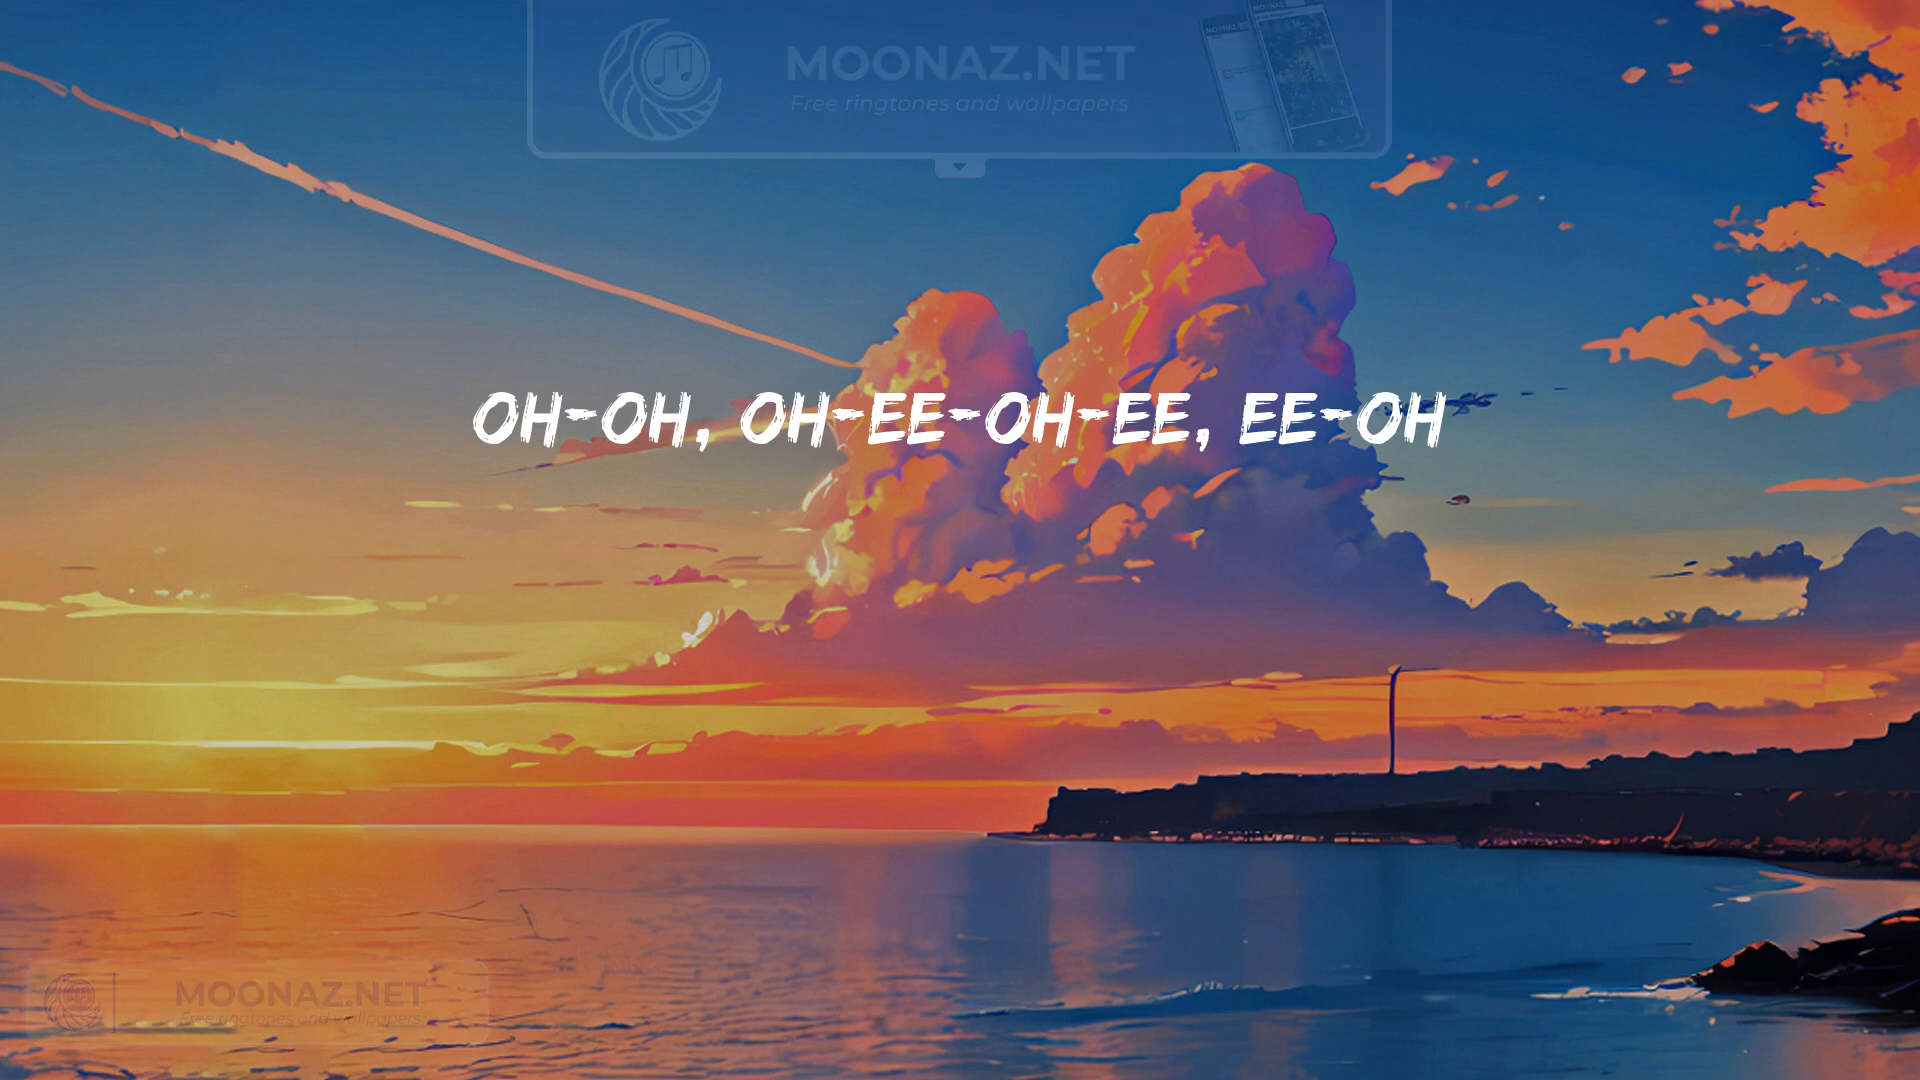 MOONAZ.NET
Free ringtones and wallpapers
OH-OH, OH-EE-OH-EE, EE-OH
MOONAZ.NET
Free ringtones and wallpapers